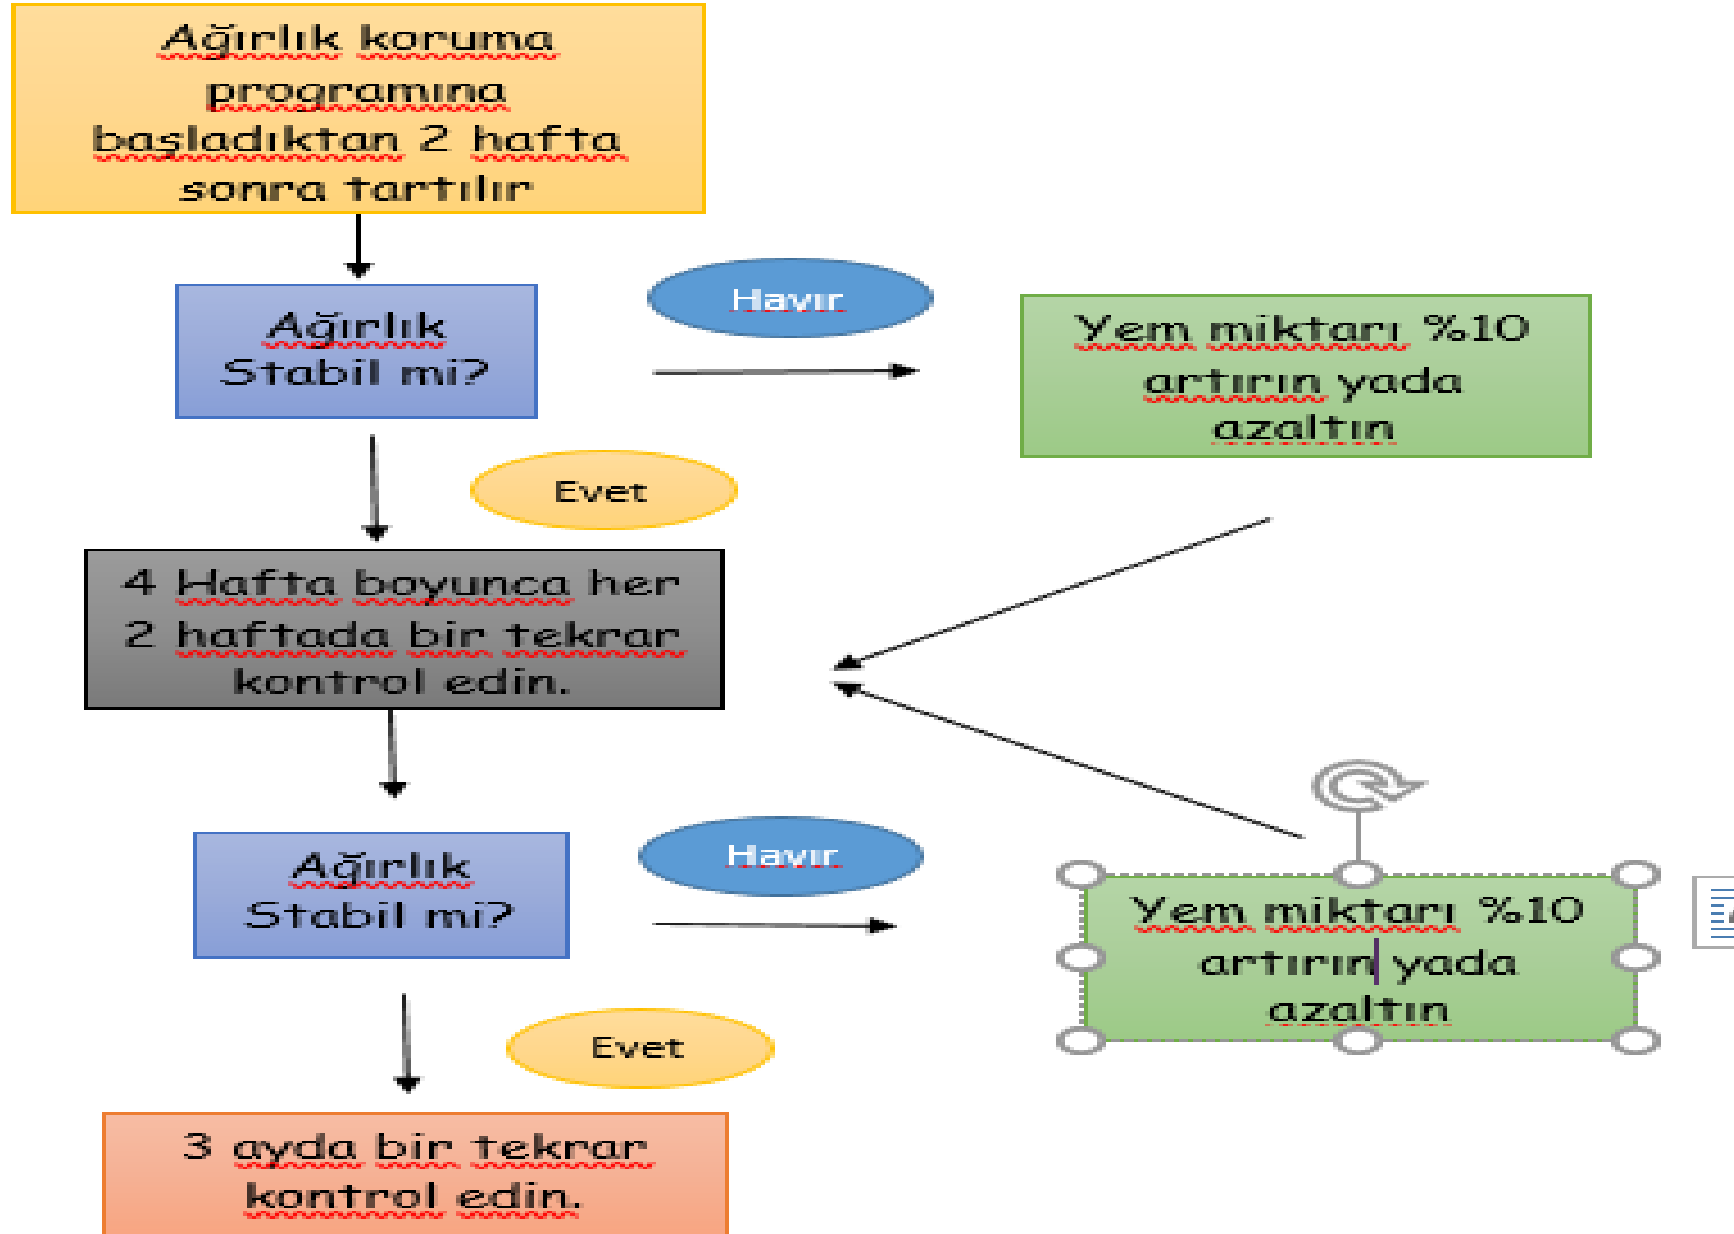 Ağırlık koruma
programına
başladıktan 2 hafta
sonra tartılır
Ağırlık
Stabil mi?
Hayır
Yem miktarı %10
artırın yada
azaltın
Evet
4 Hafta boyunca her
2 haftada bir tekrar
kontrol edin.
Ağırlık
Stabil mi?
Hayır
Yem miktarı %10
artırın yada
azaltın
Evet
3 ayda bir tekrar
kontrol edin.